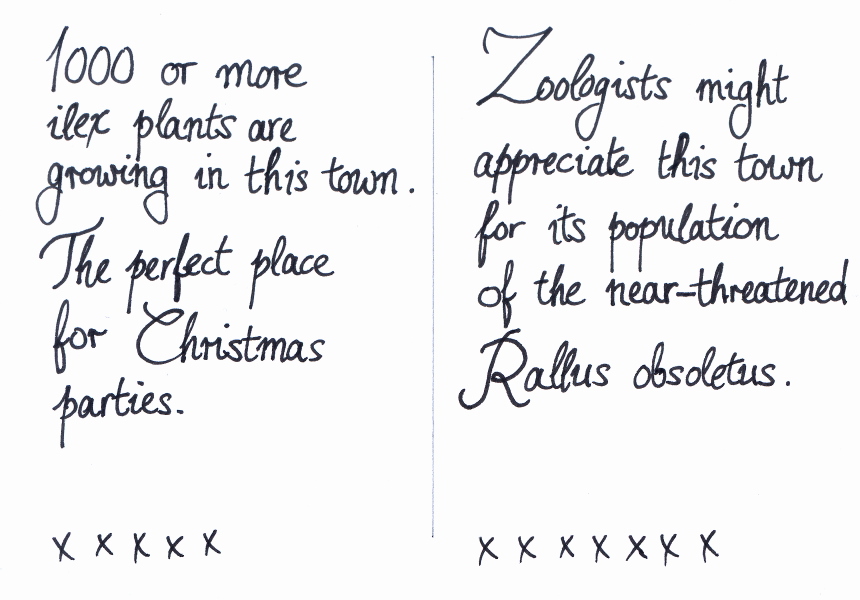 1000 or more
ilex plants are
growing in this town.
The perfect place
for Christmas
parties.
x x x x x
Zoologists might
appreciate this town
for its population
of the near-threatened
Rallus obsoletus.
x x x x x x x